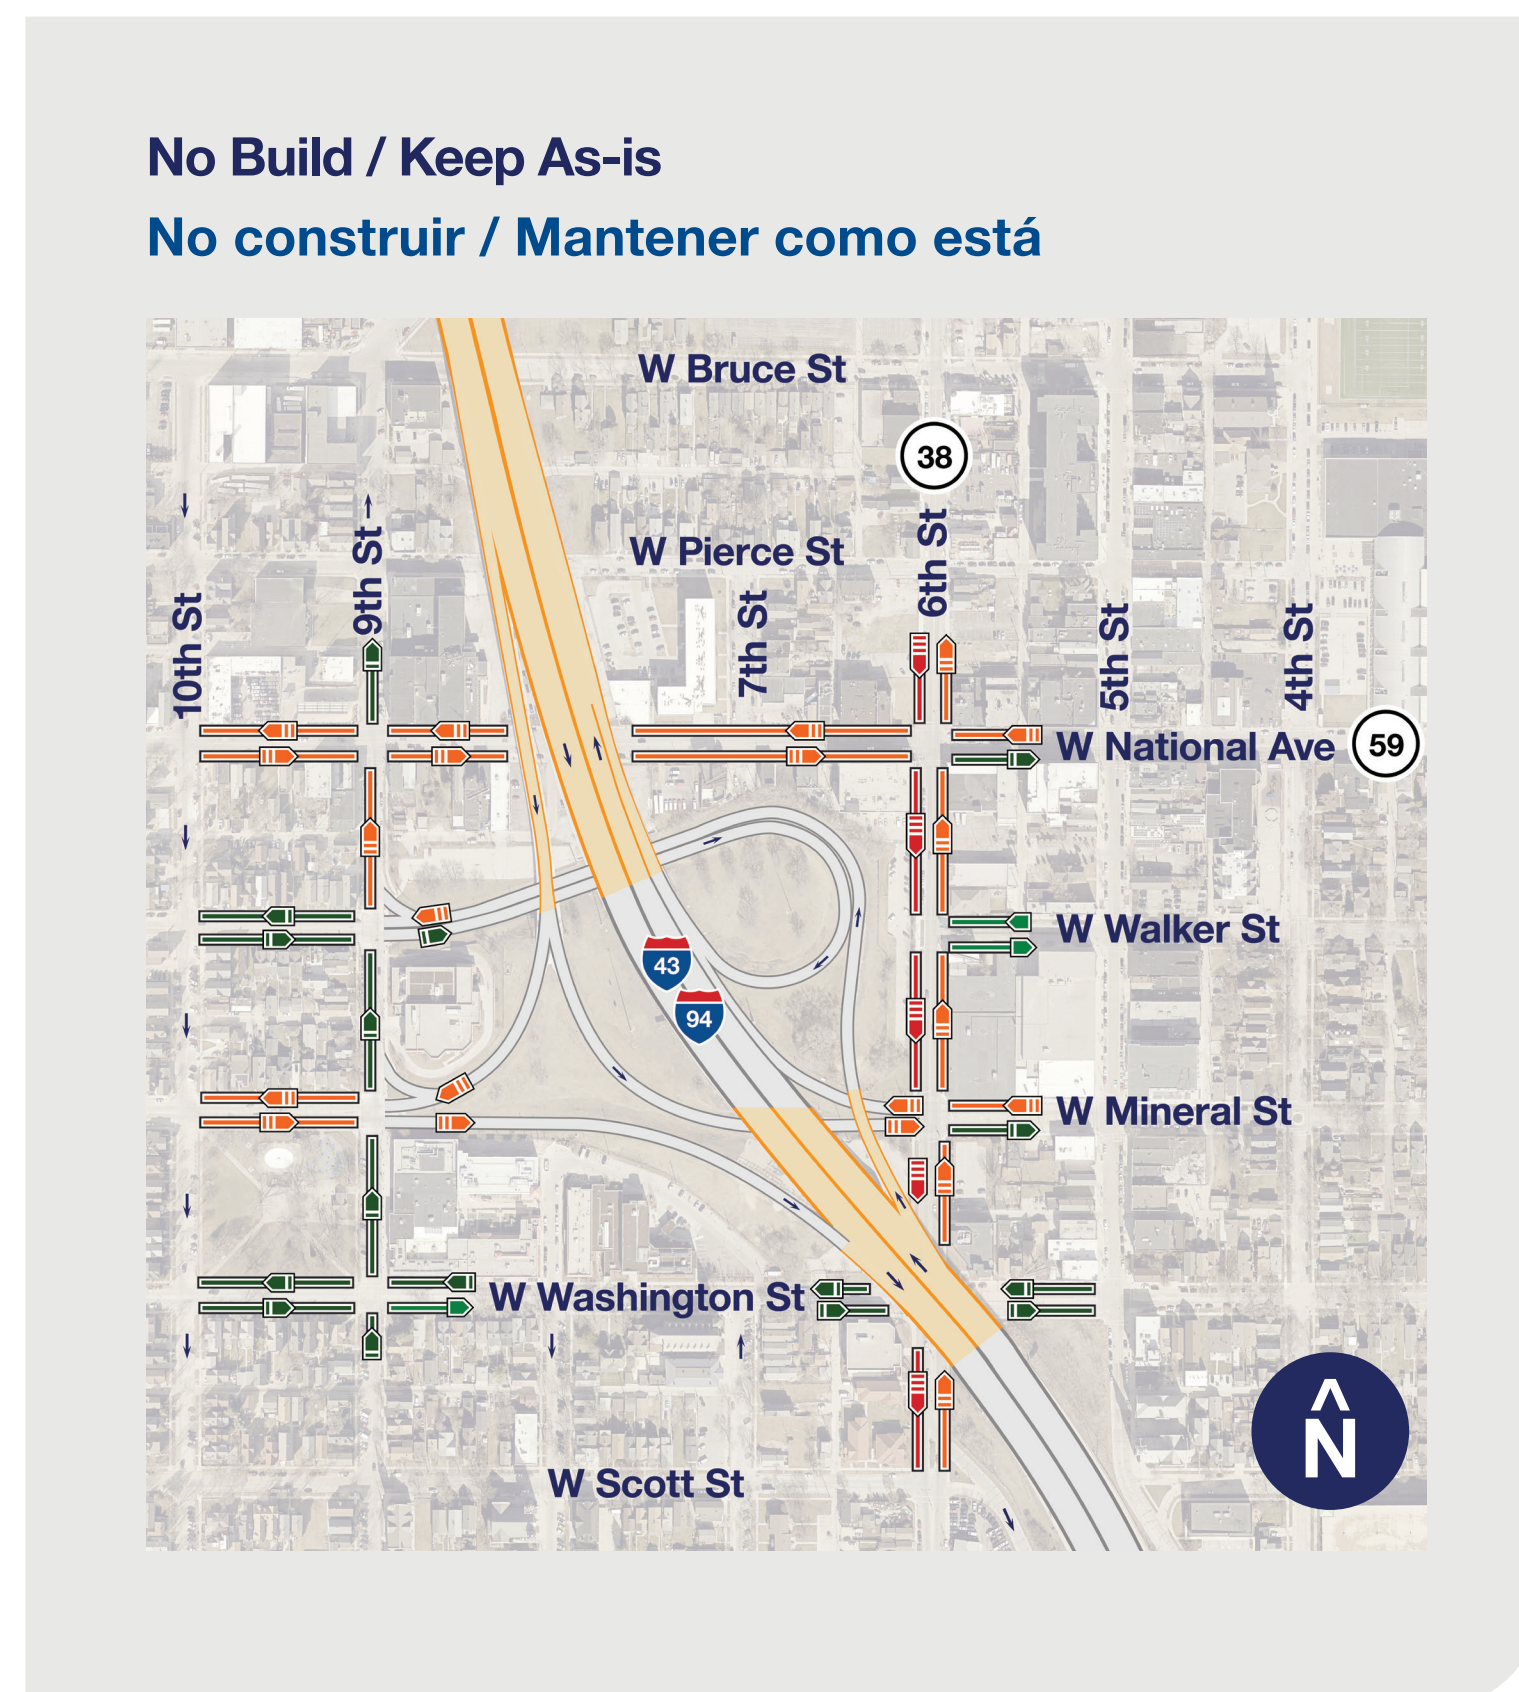 No Build / Keep As-is
No construir / Mantener como está
W Bruce St
38
W Pierce St
6th St
9th St
10th St
7th St
5th St
4th St
W National Ave
59
W Walker St
43
94
W Mineral St
W Washington St
W Scott St
N